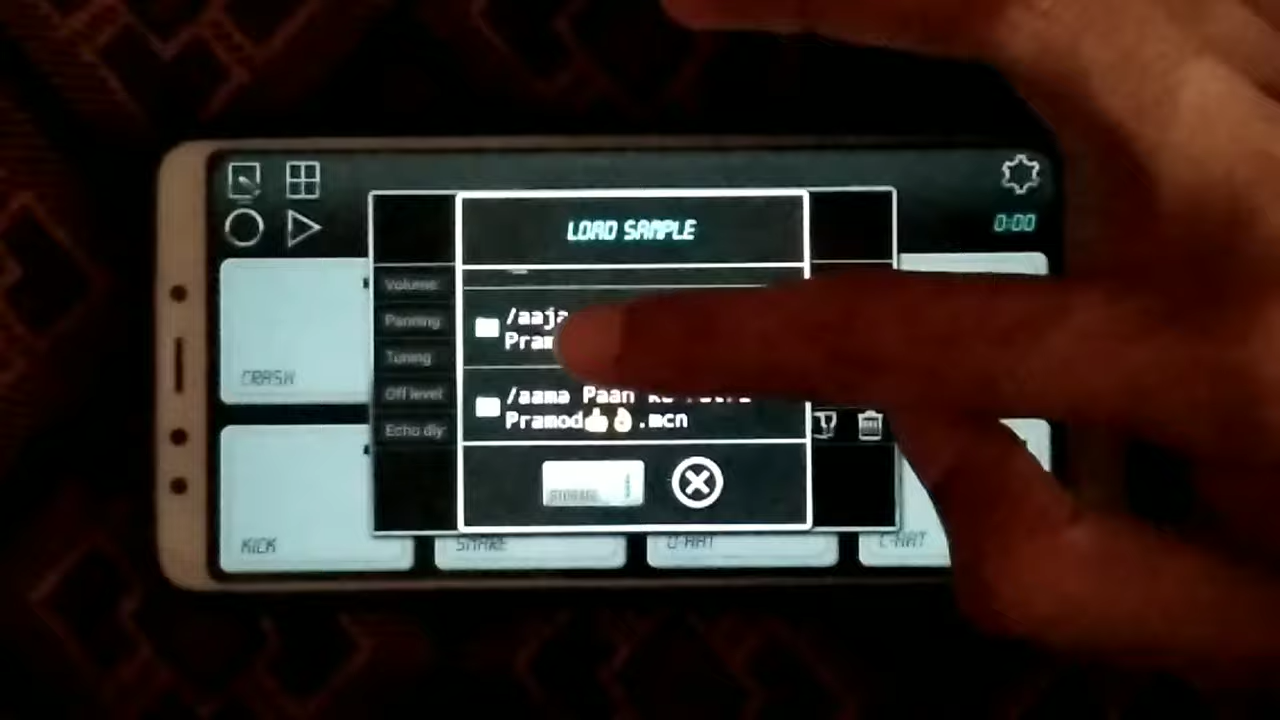 LOAD SAMPLE
0:00
Volume
Panning
Tuning
Off level
Echo dly
/aaja
Pram
/aama Paan
Pramod👍👌.mcn
STORAGE
CRASH
KICK
SNARE
O-HAT
C-HAT